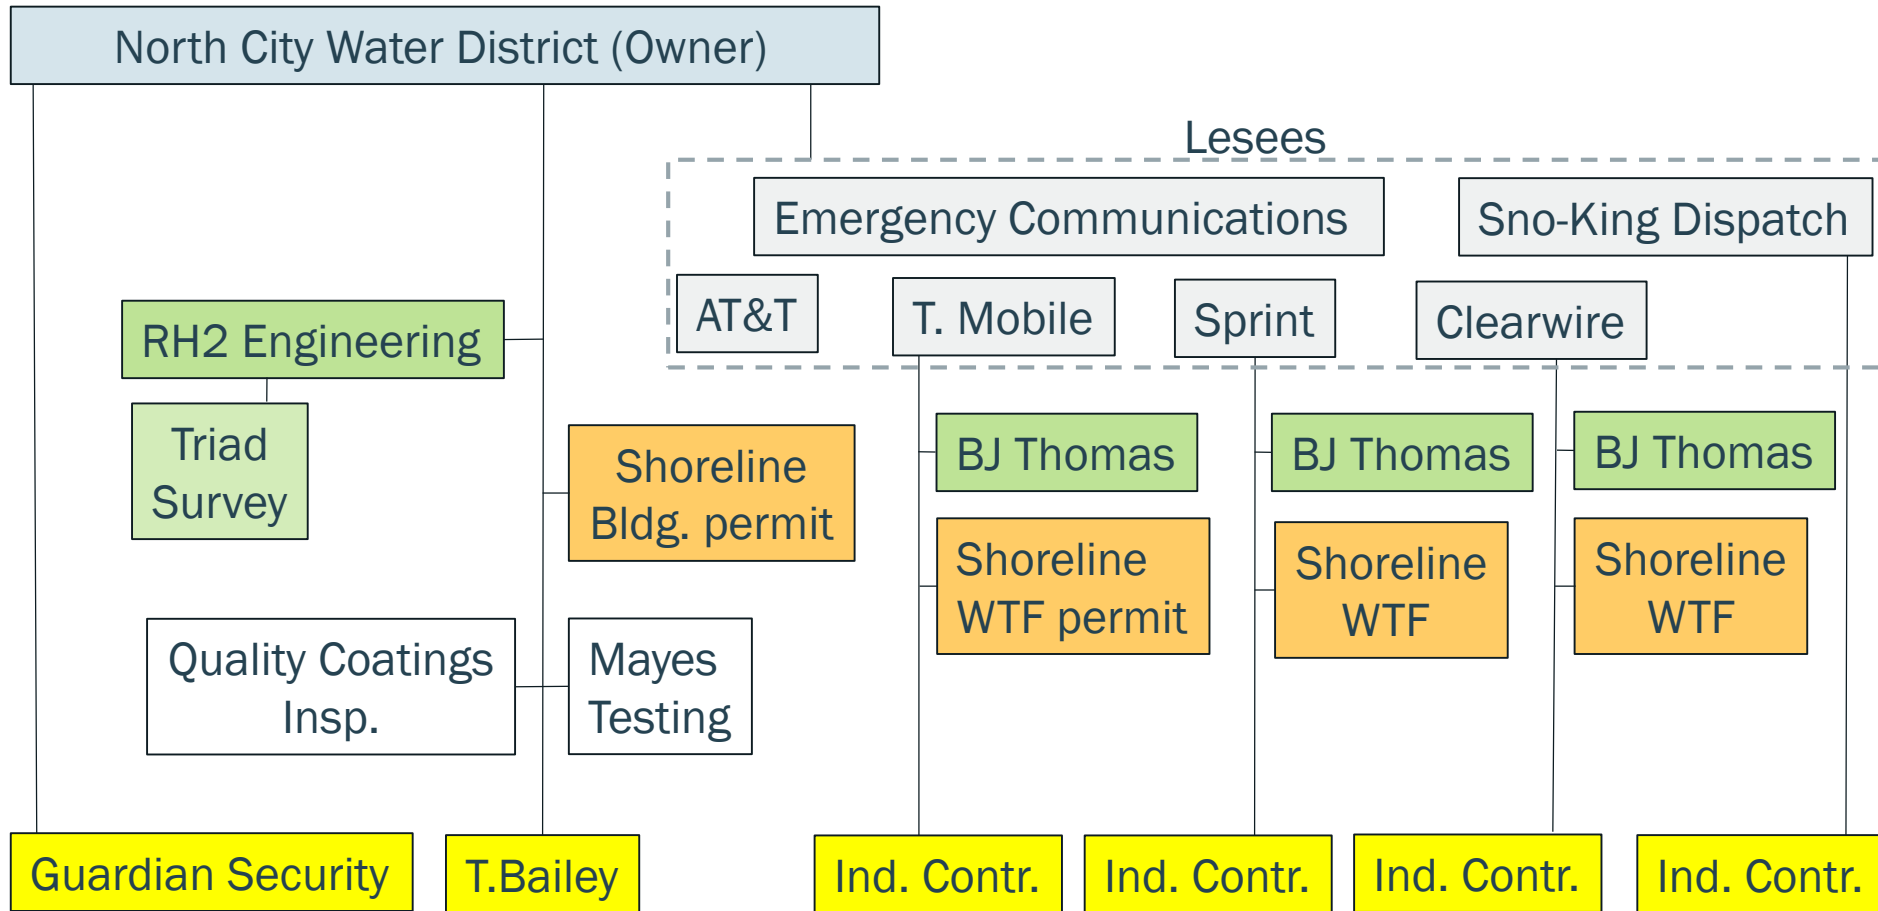 North City Water District (Owner)
Lesees
Emergency Communications
Sno-King Dispatch
AT&T
T. Mobile
Sprint
Clearwire
RH2 Engineering
Triad
Survey
Shoreline
Bldg. permit
BJ Thomas
BJ Thomas
BJ Thomas
Shoreline
WTF permit
Shoreline
WTF
Shoreline
WTF
Quality Coatings
Insp.
Mayes
Testing
Guardian Security
T.Bailey
Ind. Contr.
Ind. Contr.
Ind. Contr.
Ind. Contr.